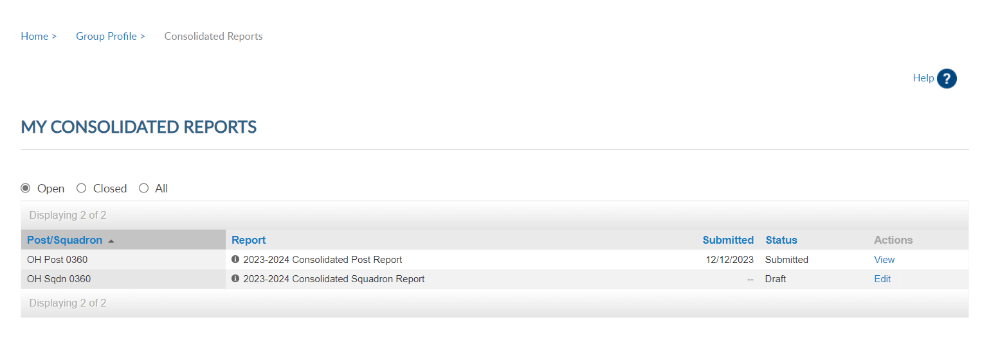 Home > Group Profile > Consolidated Reports
Help ?
MY CONSOLIDATED REPORTS
Open Closed All
Displaying 2 of 2
Post/Squadron Report Submitted Status Actions
OH Post 0360 2023-2024 Consolidated Post Report 12/12/2023 Submitted View
OH Sqdn 0360 2023-2024 Consolidated Squadron Report -- Draft Edit
Displaying 2 of 2